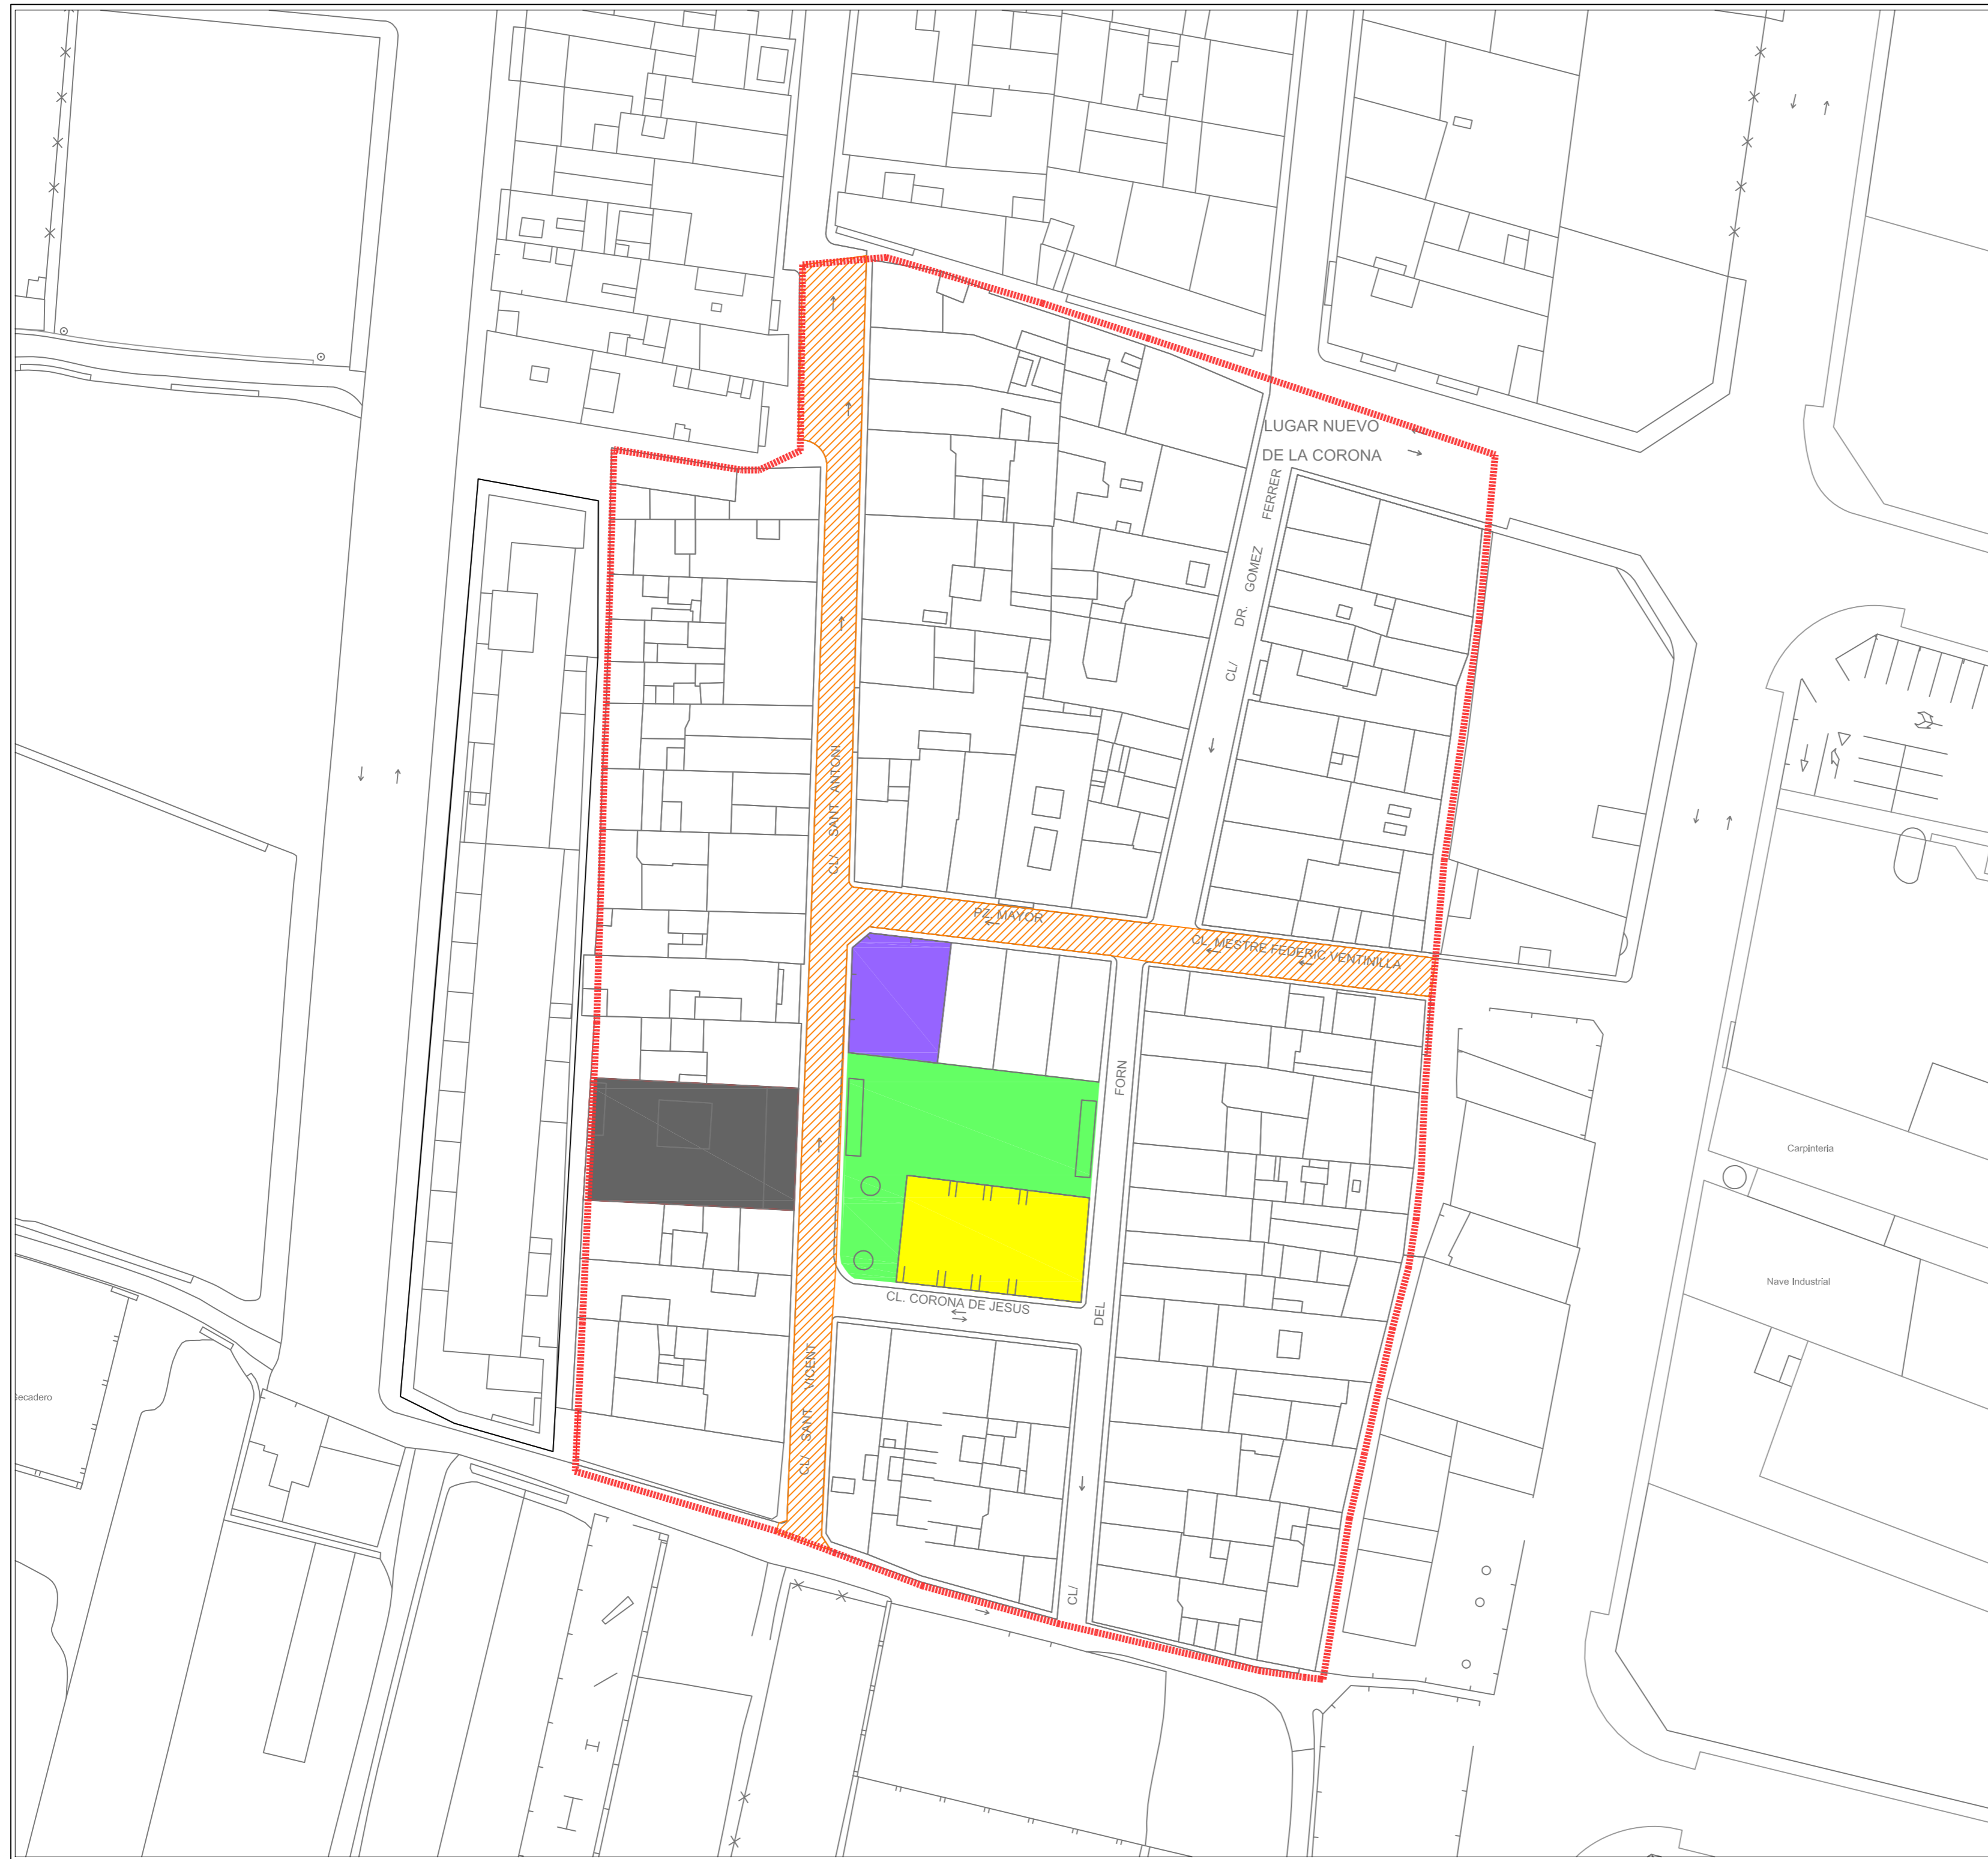 LUGAR NUEVO
DE LA CORONA
CL/ DR. GOMEZ FERRER
CL/ SANT ANTONI
PZ. MAYOR
CL. MESTRE FEDERIC VENTINILLA
CL/ DEL FORN
Carpinteria
Nave Industrial
CL. CORONA DE JESUS
CL/ SANT VICENT
Secadero